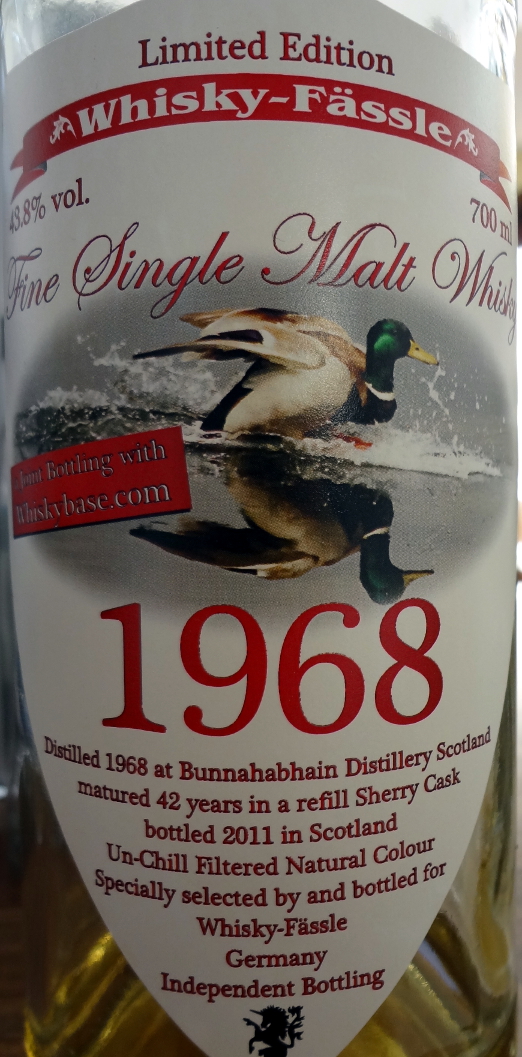 Limited Edition
Whisky-Fässle
43.8% vol.
700 ml
Fine Single Malt Whisky
Joint Bottling with
Whiskybase.com
1968
Distilled 1968 at Bunnahabhain Distillery Scotland
matured 42 years in a refill Sherry Cask
bottled 2011 in Scotland
Un-Chill Filtered Natural Colour
Specially selected by and bottled for
Whisky-Fässle
Germany
Independent Bottling